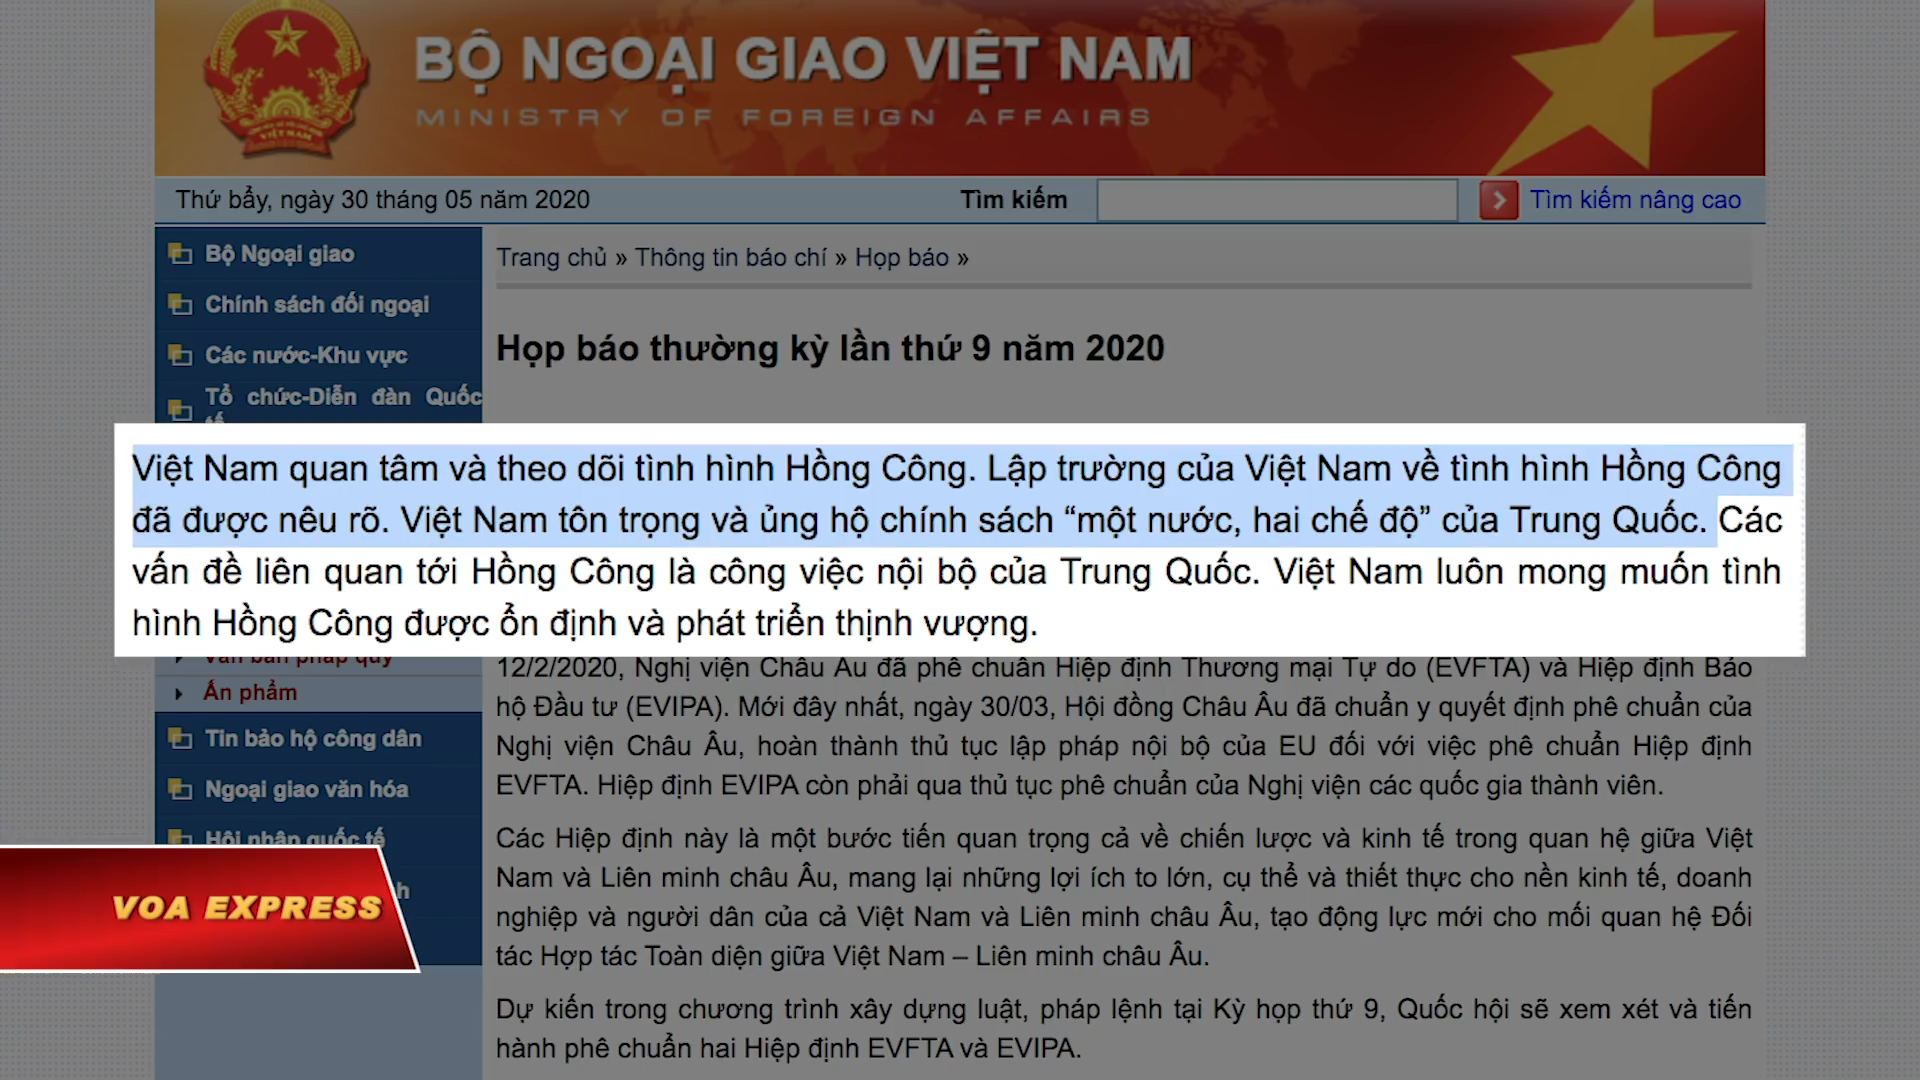 BỘ NGOẠI GIAO VIỆT NAM
MINISTRY OF FOREIGN AFFAIRS
VIỆT NAM
Thứ bẩy, ngày 30 tháng 05 năm 2020
Tìm kiếm
Tìm kiếm nâng cao
Bộ Ngoại giao
Chính sách đối ngoại
Các nước-Khu vực
Tổ chức-Diễn đàn Quốc
tế
Trang chủ » Thông tin báo chí » Họp báo »
Họp báo thường kỳ lần thứ 9 năm 2020
Việt Nam quan tâm và theo dõi tình hình Hồng Công. Lập trường của Việt Nam về tình hình Hồng Công
đã được nêu rõ. Việt Nam tôn trọng và ủng hộ chính sách “một nước, hai chế độ” của Trung Quốc. Các
vấn đề liên quan tới Hồng Công là công việc nội bộ của Trung Quốc. Việt Nam luôn mong muốn tình
hình Hồng Công được ổn định và phát triển thịnh vượng.
Văn bản pháp quy
Ấn phẩm
Tin bảo hộ công dân
Ngoại giao văn hóa
Hội nhập quốc tế
12/2/2020, Nghị viện Châu Âu đã phê chuẩn Hiệp định Thương mại Tự do (EVFTA) và Hiệp định Bảo
hộ Đầu tư (EVIPA). Mới đây nhất, ngày 30/03, Hội đồng Châu Âu đã chuẩn y quyết định phê chuẩn của
Nghị viện Châu Âu, hoàn thành thủ tục lập pháp nội bộ của EU đối với việc phê chuẩn Hiệp định
EVFTA. Hiệp định EVIPA còn phải qua thủ tục phê chuẩn của Nghị viện các quốc gia thành viên.
Các Hiệp định này là một bước tiến quan trọng cả về chiến lược và kinh tế trong quan hệ giữa Việt
Nam và Liên minh châu Âu, mang lại những lợi ích to lớn, cụ thể và thiết thực cho nền kinh tế, doanh
nghiệp và người dân của cả Việt Nam và Liên minh châu Âu, tạo động lực mới cho mối quan hệ Đối
tác Hợp tác Toàn diện giữa Việt Nam – Liên minh châu Âu.
Dự kiến trong chương trình xây dựng luật, pháp lệnh tại Kỳ họp thứ 9, Quốc hội sẽ xem xét và tiến
hành phê chuẩn hai Hiệp định EVFTA và EVIPA.
VOA EXPRESS